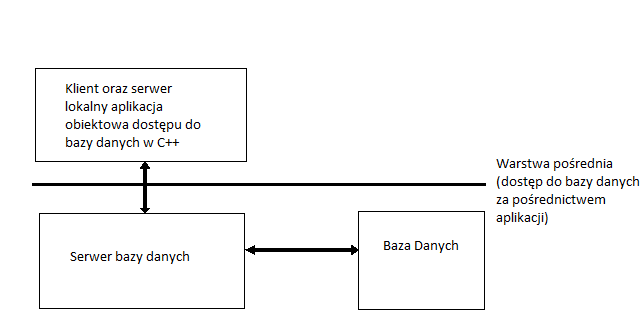 Klient oraz serwer
lokalny aplikacja
obiektowa dostępu do
bazy danych w C++
Warstwa pośrednia
(dostęp do bazy danych
za pośrednictwem
aplikacji)
Serwer bazy danych
Baza Danych